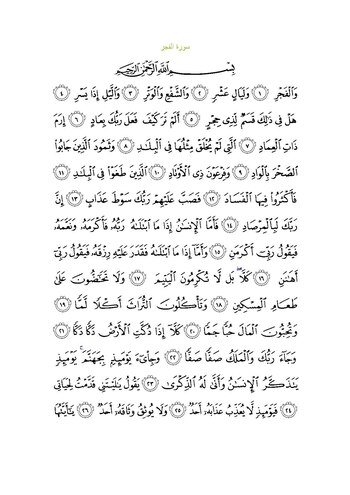 سورة الفجر
بِسْمِ ٱللَّهِ ٱلرَّحْمَٰنِ ٱلرَّحِيمِ
وَٱلْفَجْرِ ١ وَلَيَالٍ عَشْرٍ ٢ وَٱلشَّفْعِ وَٱلْوَتْرِ ٣ وَٱلَّيْلِ إِذَا يَسْرِ ٤
هَلْ فِى ذَٰلِكَ قَسَمٌ لِّذِى حِجْرٍ ٥ أَلَمْ تَرَ كَيْفَ فَعَلَ رَبُّكَ بِعَادٍ ٦ إِرَمَ
ذَاتِ ٱلْعِمَادِ ٧ ٱلَّتِى لَمْ يُخْلَقْ مِثْلُهَا فِى ٱلْبِلَٰدِ ٨ وَثَمُودَ ٱلَّذِينَ جَابُوا۟
ٱلصَّخْرَ بِٱلْوَادِ ٩ وَفِرْعَوْنَ ذِى ٱلْأَوْتَادِ ١٠ ٱلَّذِينَ طَغَوْا۟ فِى ٱلْبِلَٰدِ ١١
فَأَكْثَرُوا۟ فِيهَا ٱلْفَسَادَ ١٢ فَصَبَّ عَلَيْهِمْ رَبُّكَ سَوْطَ عَذَابٍ ١٣ إِنَّ
رَبَّكَ لَبِٱلْمِرْصَادِ ١٤ فَأَمَّا ٱلْإِنسَٰنُ إِذَا مَا ٱبْتَلَىٰهُ رَبُّهُۥ فَأَكْرَمَهُۥ وَنَعَّمَهُۥ
فَيَقُولُ رَبِّىٓ أَكْرَمَنِ ١٥ وَأَمَّآ إِذَا مَا ٱبْتَلَىٰهُ فَقَدَرَ عَلَيْهِ رِزْقَهُۥ فَيَقُولُ رَبِّىٓ
أَهَٰنَنِ ١٦ كَلَّا ۖ بَل لَّا تُكْرِمُونَ ٱلْيَتِيمَ ١٧ وَلَا تَحَٰٓضُّونَ عَلَىٰ
طَعَامِ ٱلْمِسْكِينِ ١٨ وَتَأْكُلُونَ ٱلتُّرَاثَ أَكْلًا لَّمًّا ١٩
وَتُحِبُّونَ ٱلْمَالَ حُبًّا جَمًّا ٢٠ كَلَّآ إِذَا دُكَّتِ ٱلْأَرْضُ دَكًّا دَكًّا ٢١
وَجَآءَ رَبُّكَ وَٱلْمَلَكُ صَفًّا صَفًّا ٢٢ وَجِا۟ىٓءَ يَوْمَئِذٍۭ بِجَهَنَّمَ ۚ يَوْمَئِذٍ
يَتَذَكَّرُ ٱلْإِنسَٰنُ وَأَنَّىٰ لَهُ ٱلذِّكْرَىٰ ٢٣ يَقُولُ يَٰلَيْتَنِى قَدَّمْتُ لِحَيَاتِى
٢٤ فَيَوْمَئِذٍ لَّا يُعَذِّبُ عَذَابَهُۥٓ أَحَدٌ ٢٥ وَلَا يُوثِقُ وَثَاقَهُۥٓ أَحَدٌ ٢٦ يَٰٓأَيَّتُهَا